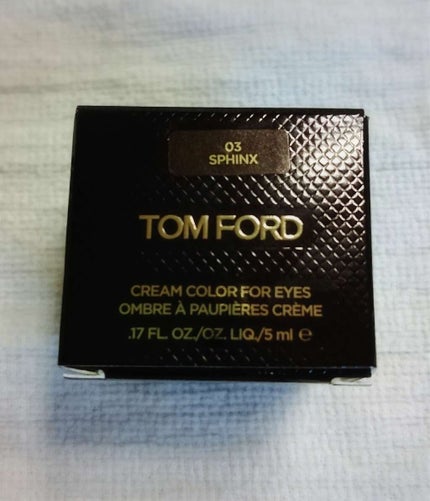 03
SPHINX
TOM FORD
CREAM COLOR FOR EYES
OMBRE À PAUPIÈRES CRÈME
.17 FL. OZ./OZ. LIQ./5 ml ℮